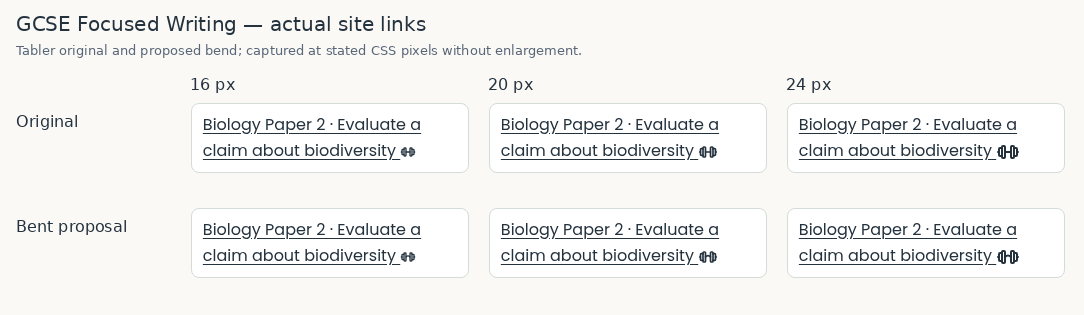 GCSE Focused Writing — actual site links
Tabler original and proposed bend; captured at stated CSS pixels without enlargement.
16 px
20 px
24 px
Original
Biology Paper 2 · Evaluate a
claim about biodiversity
Biology Paper 2 · Evaluate a
claim about biodiversity
Biology Paper 2 · Evaluate a
claim about biodiversity
Bent proposal
Biology Paper 2 · Evaluate a
claim about biodiversity
Biology Paper 2 · Evaluate a
claim about biodiversity
Biology Paper 2 · Evaluate a
claim about biodiversity